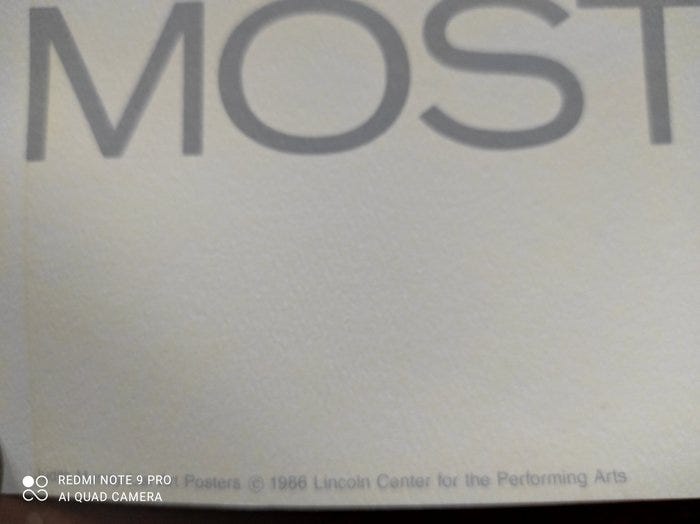 MOST
Posters © 1986 Lincoln Center for the Performing Arts
REDMI NOTE 9 PRO
AI QUAD CAMERA